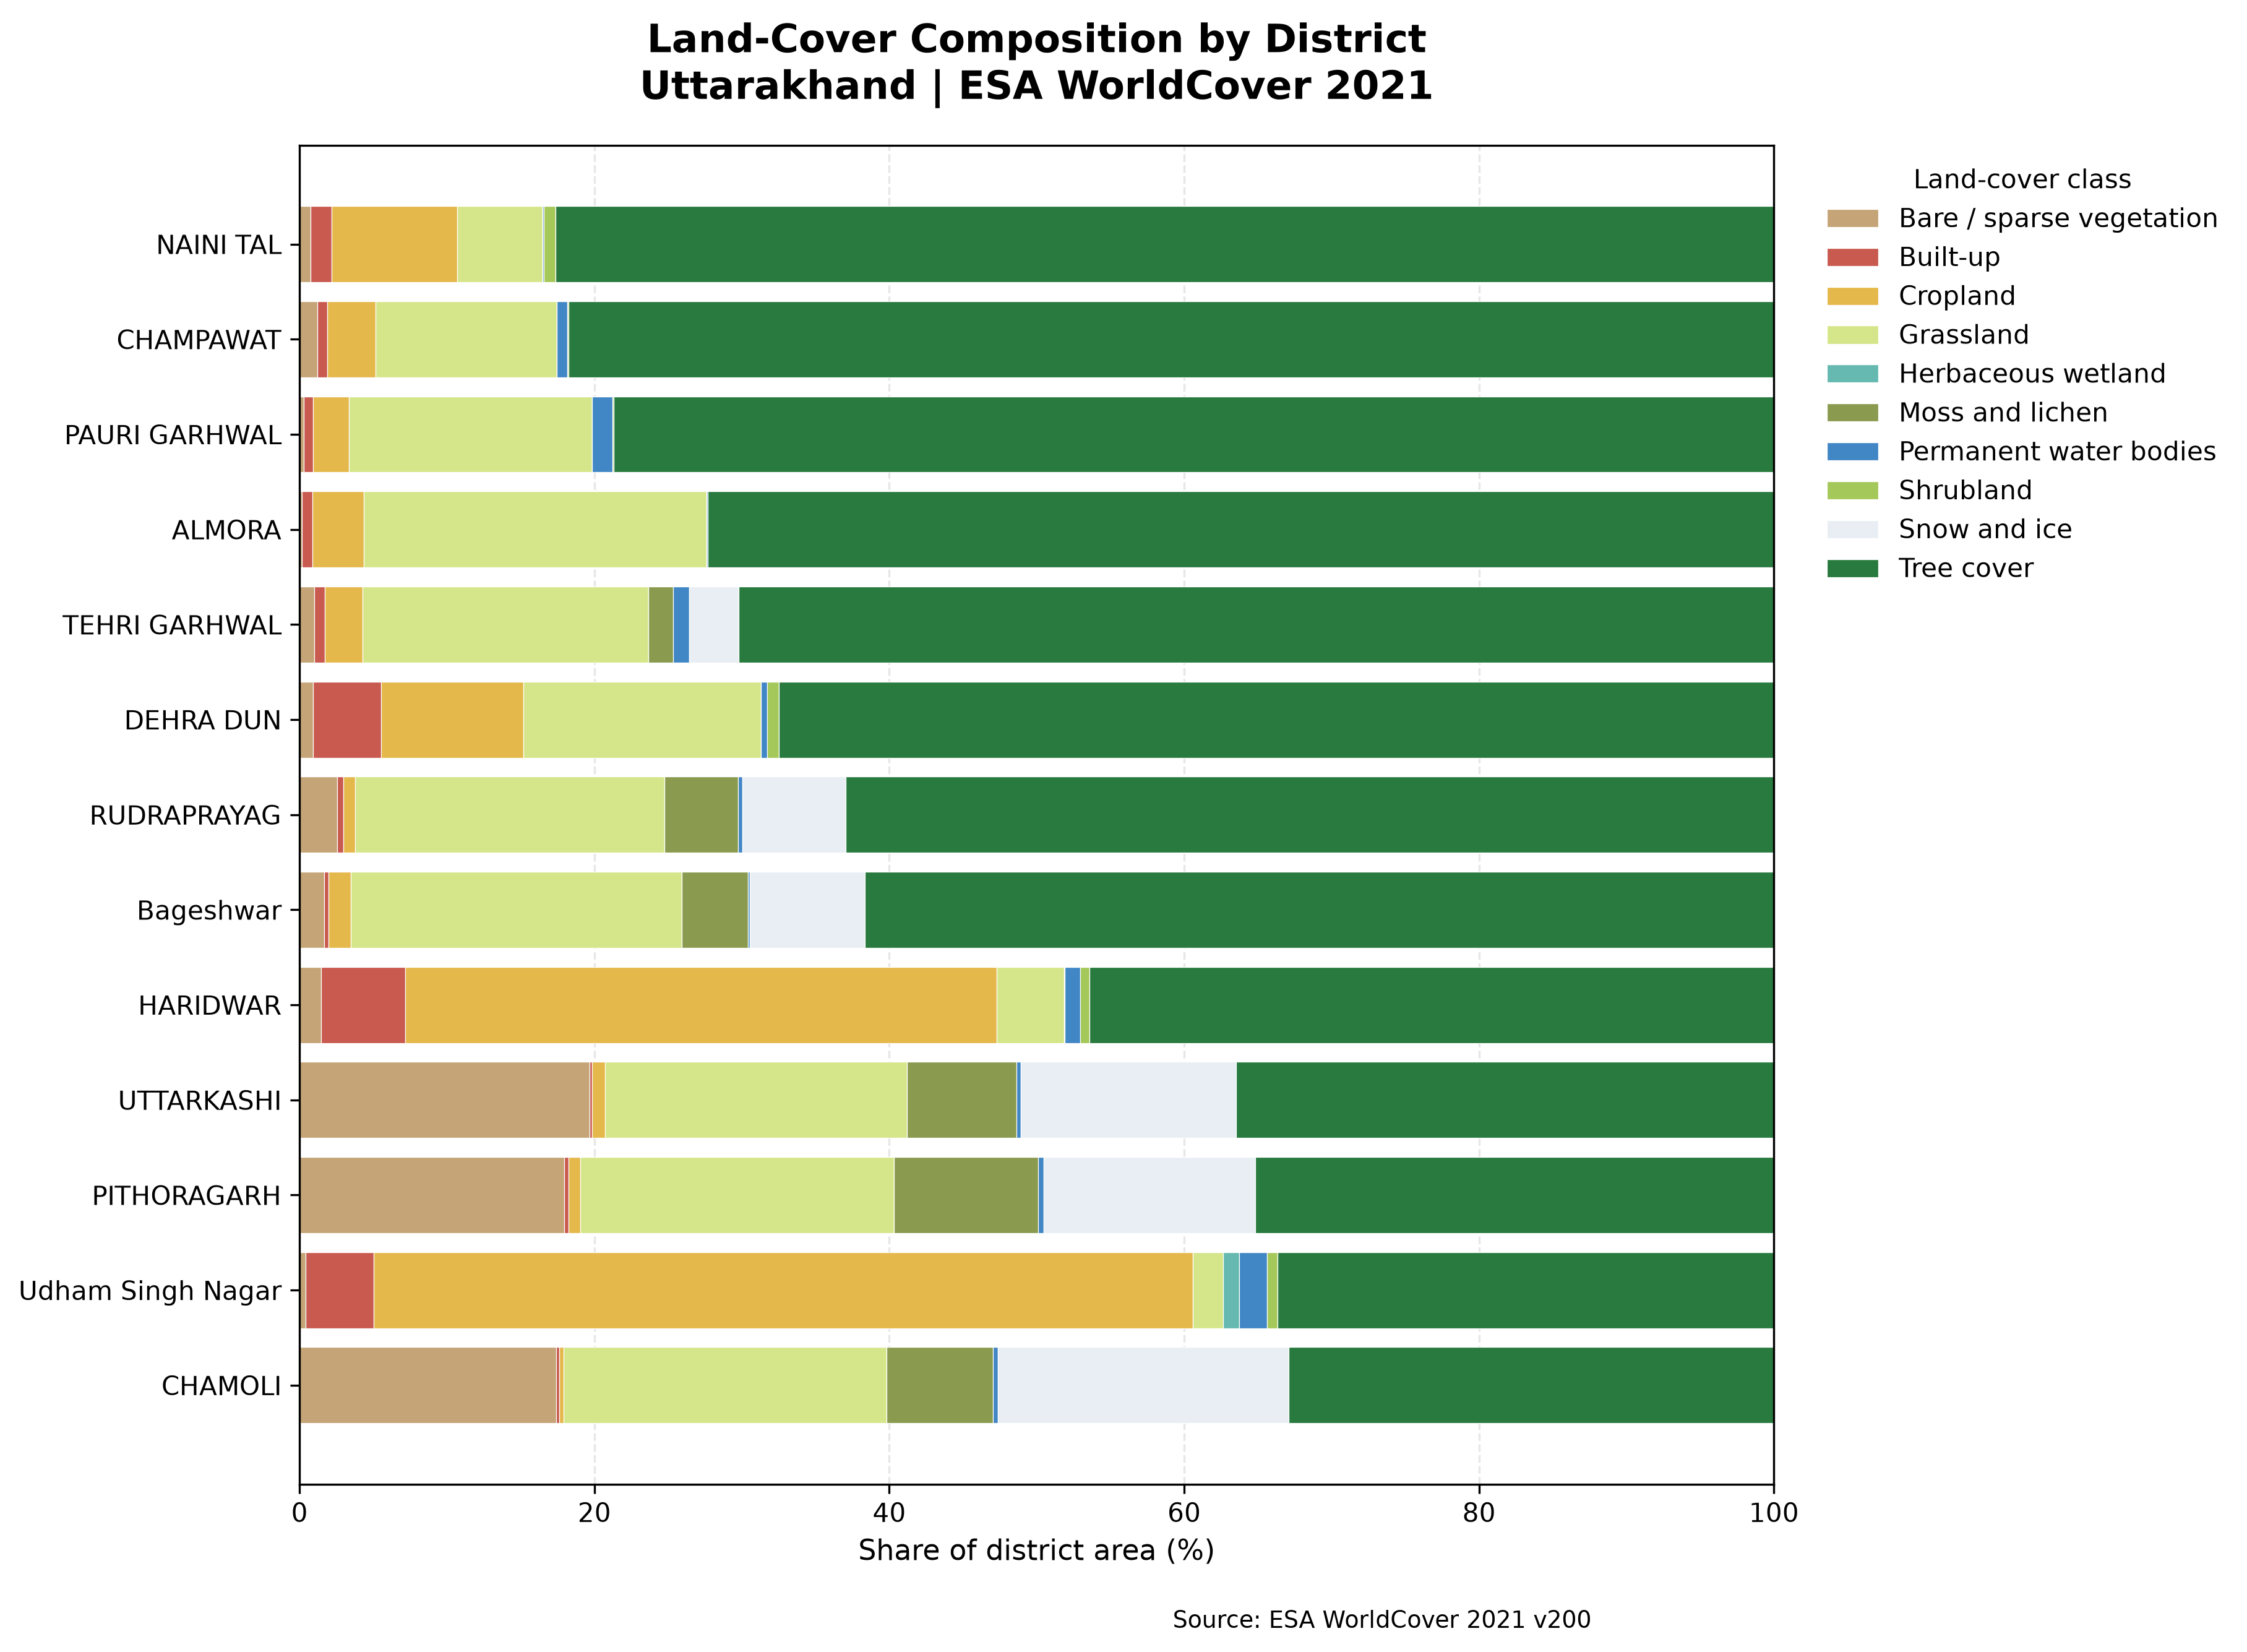 Land-Cover Composition by District
Uttarakhand | ESA WorldCover 2021
Land-cover class
Bare / sparse vegetation
Built-up
Cropland
Grassland
Herbaceous wetland
Moss and lichen
Permanent water bodies
Shrubland
Snow and ice
Tree cover
NAINI TAL
CHAMPAWAT
PAURI GARHWAL
ALMORA
TEHRI GARHWAL
DEHRA DUN
RUDRAPRAYAG
Bageshwar
HARIDWAR
UTTARKASHI
PITHORAGARH
Udham Singh Nagar
CHAMOLI
0 20 40 60 80 100
Share of district area (%)
Source: ESA WorldCover 2021 v200